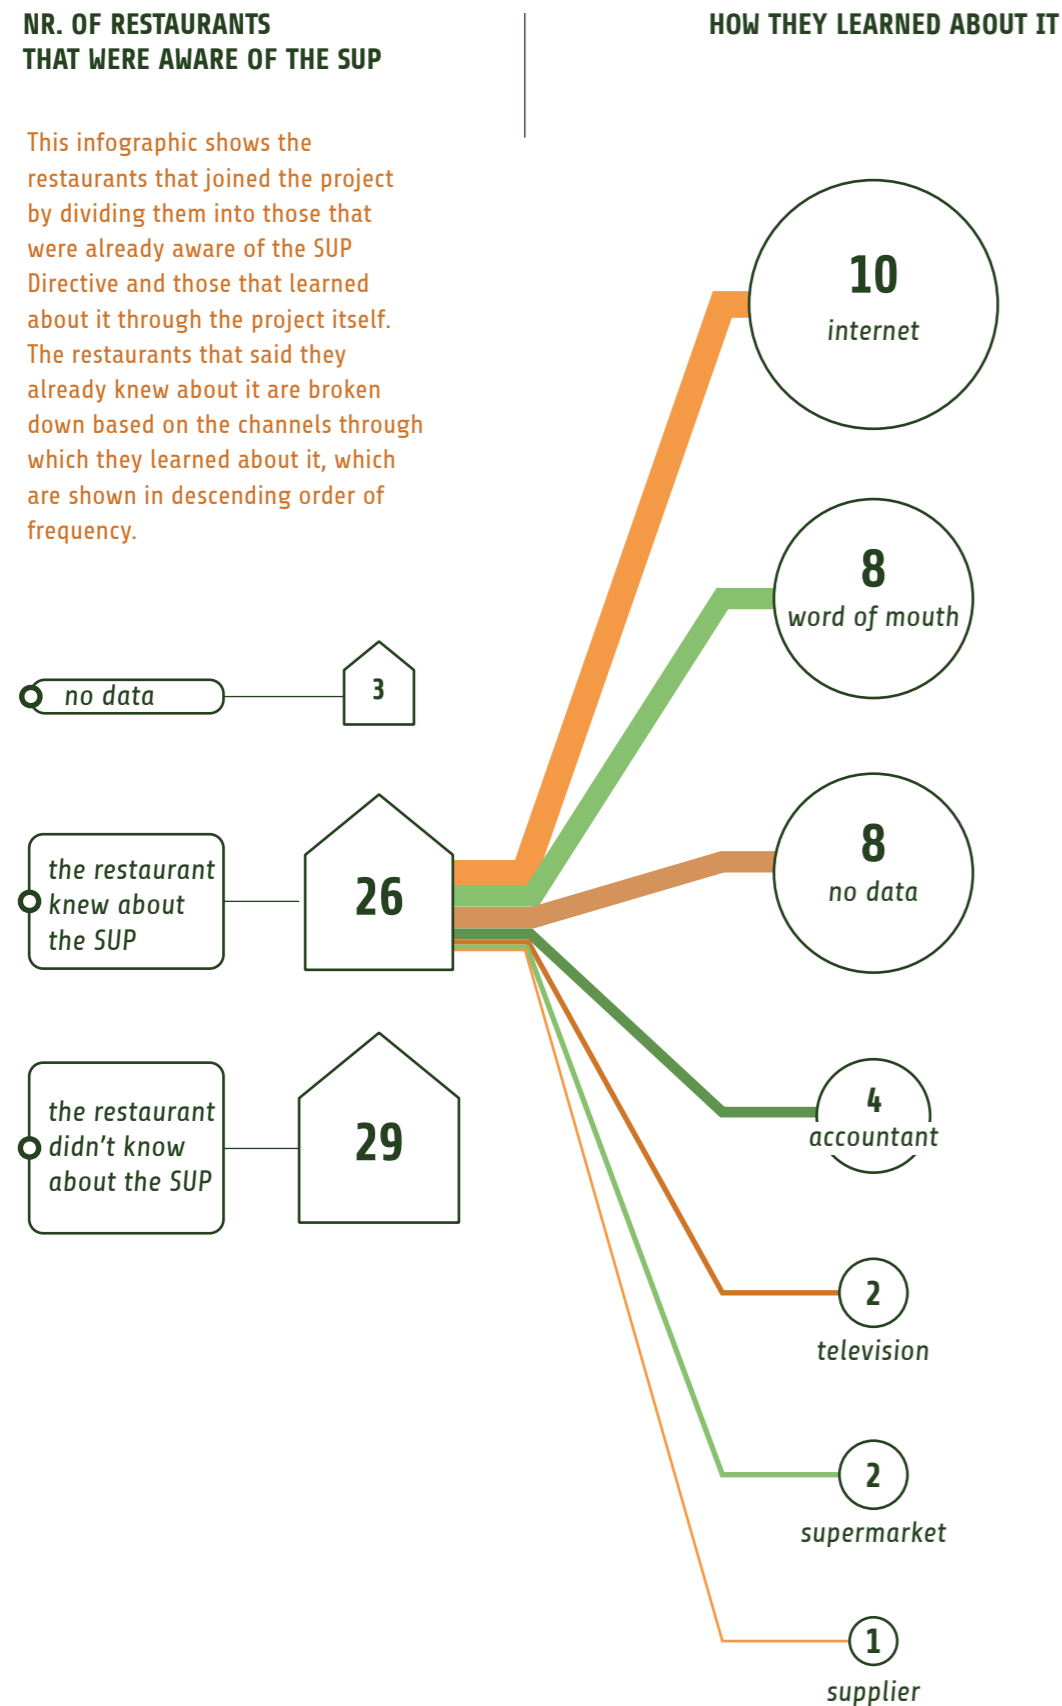 NR. OF RESTAURANTS
THAT WERE AWARE OF THE SUP
HOW THEY LEARNED ABOUT IT
This infographic shows the
restaurants that joined the project
by dividing them into those that
were already aware of the SUP
Directive and those that learned
about it through the project itself.
The restaurants that said they
already knew about it are broken
down based on the channels through
which they learned about it, which
are shown in descending order of
frequency.
no data
3
the restaurant
knew about
the SUP
26
the restaurant
didn't know
about the SUP
29
10
internet
8
word of mouth
8
no data
4
accountant
2
television
2
supermarket
1
supplier